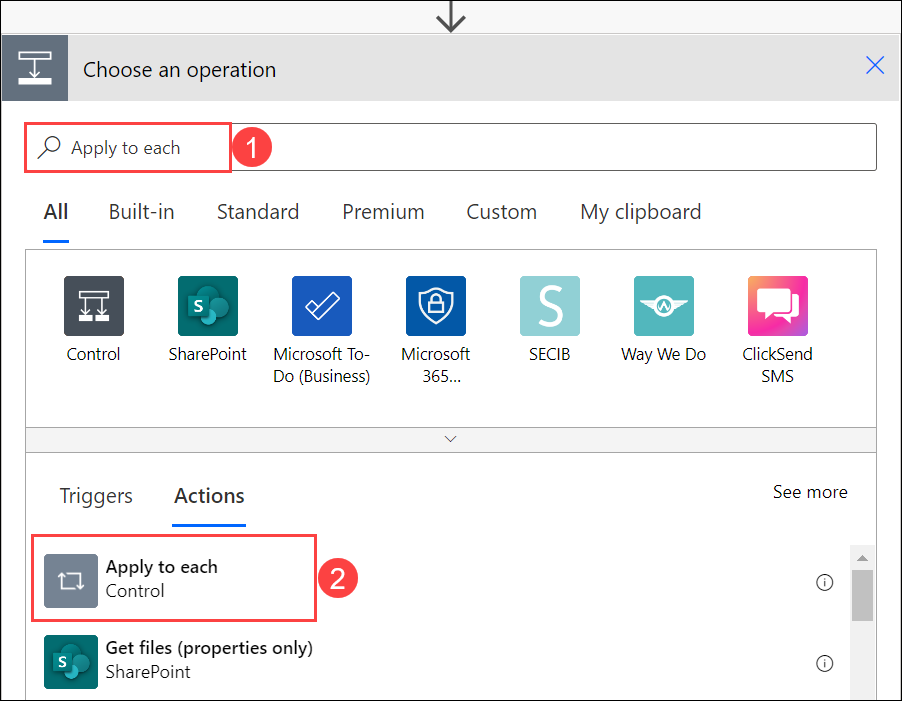 Choose an operation
Apply to each
1
All Built-in Standard Premium Custom My clipboard
S S
Control SharePoint Microsoft To- Microsoft SECIB Way We Do ClickSend
Do (Business) 365... SMS
Triggers Actions See more
Apply to each
Control
2
S
Get files (properties only)
SharePoint